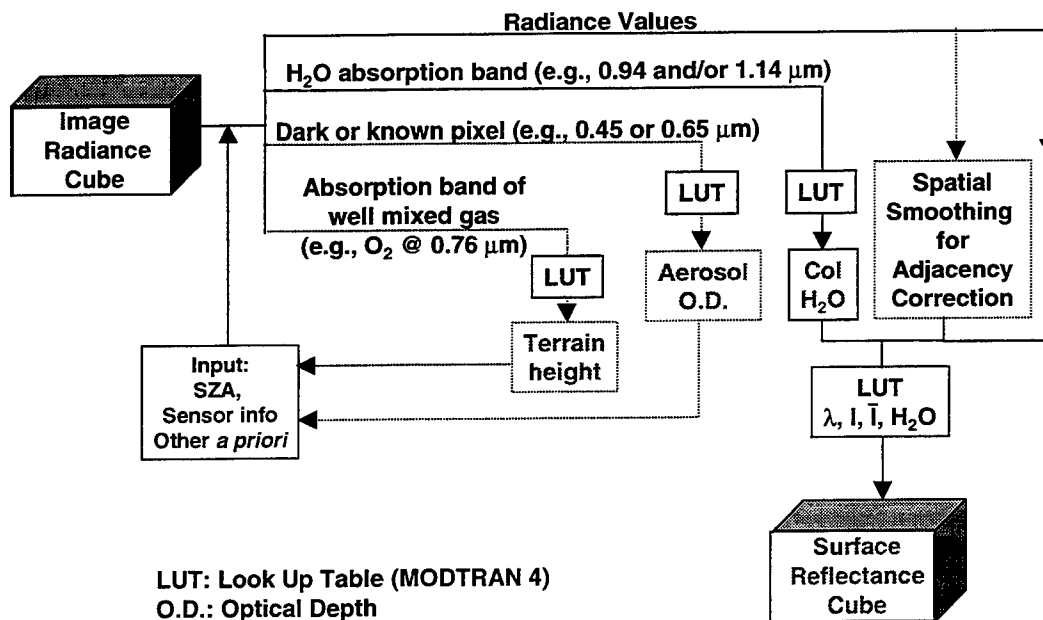 Radiance Values
H₂O absorption band (e.g., 0.94 and/or 1.14 μm)
Image
Radiance
Cube
Dark or known pixel (e.g., 0.45 or 0.65 μm)
Absorption band of
well mixed gas
(e.g., O₂ @ 0.76 μm)
LUT
LUT
LUT
Spatial
Smoothing
for
Adjacency
Correction
Aerosol
O.D.
Col
H₂O
Terrain
height
Input:
SZA,
Sensor info
Other a priori
LUT
λ, I, Ī, H₂O
Surface
Reflectance
Cube
LUT: Look Up Table (MODTRAN 4)
O.D.: Optical Depth